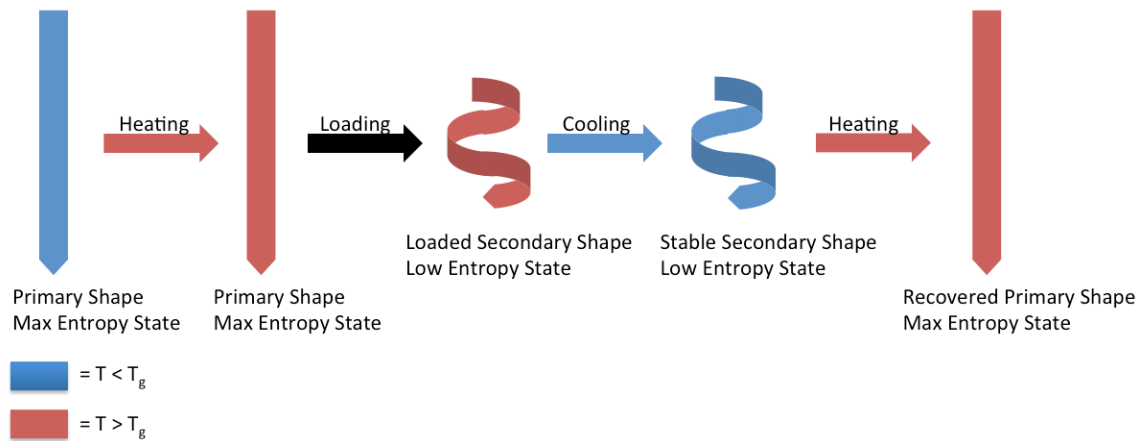 Heating
Loading
Cooling
Heating
Loaded Secondary Shape
Low Entropy State
Stable Secondary Shape
Low Entropy State
Primary Shape
Max Entropy State
Primary Shape
Max Entropy State
Recovered Primary Shape
Max Entropy State
= T < Tg
= T > Tg